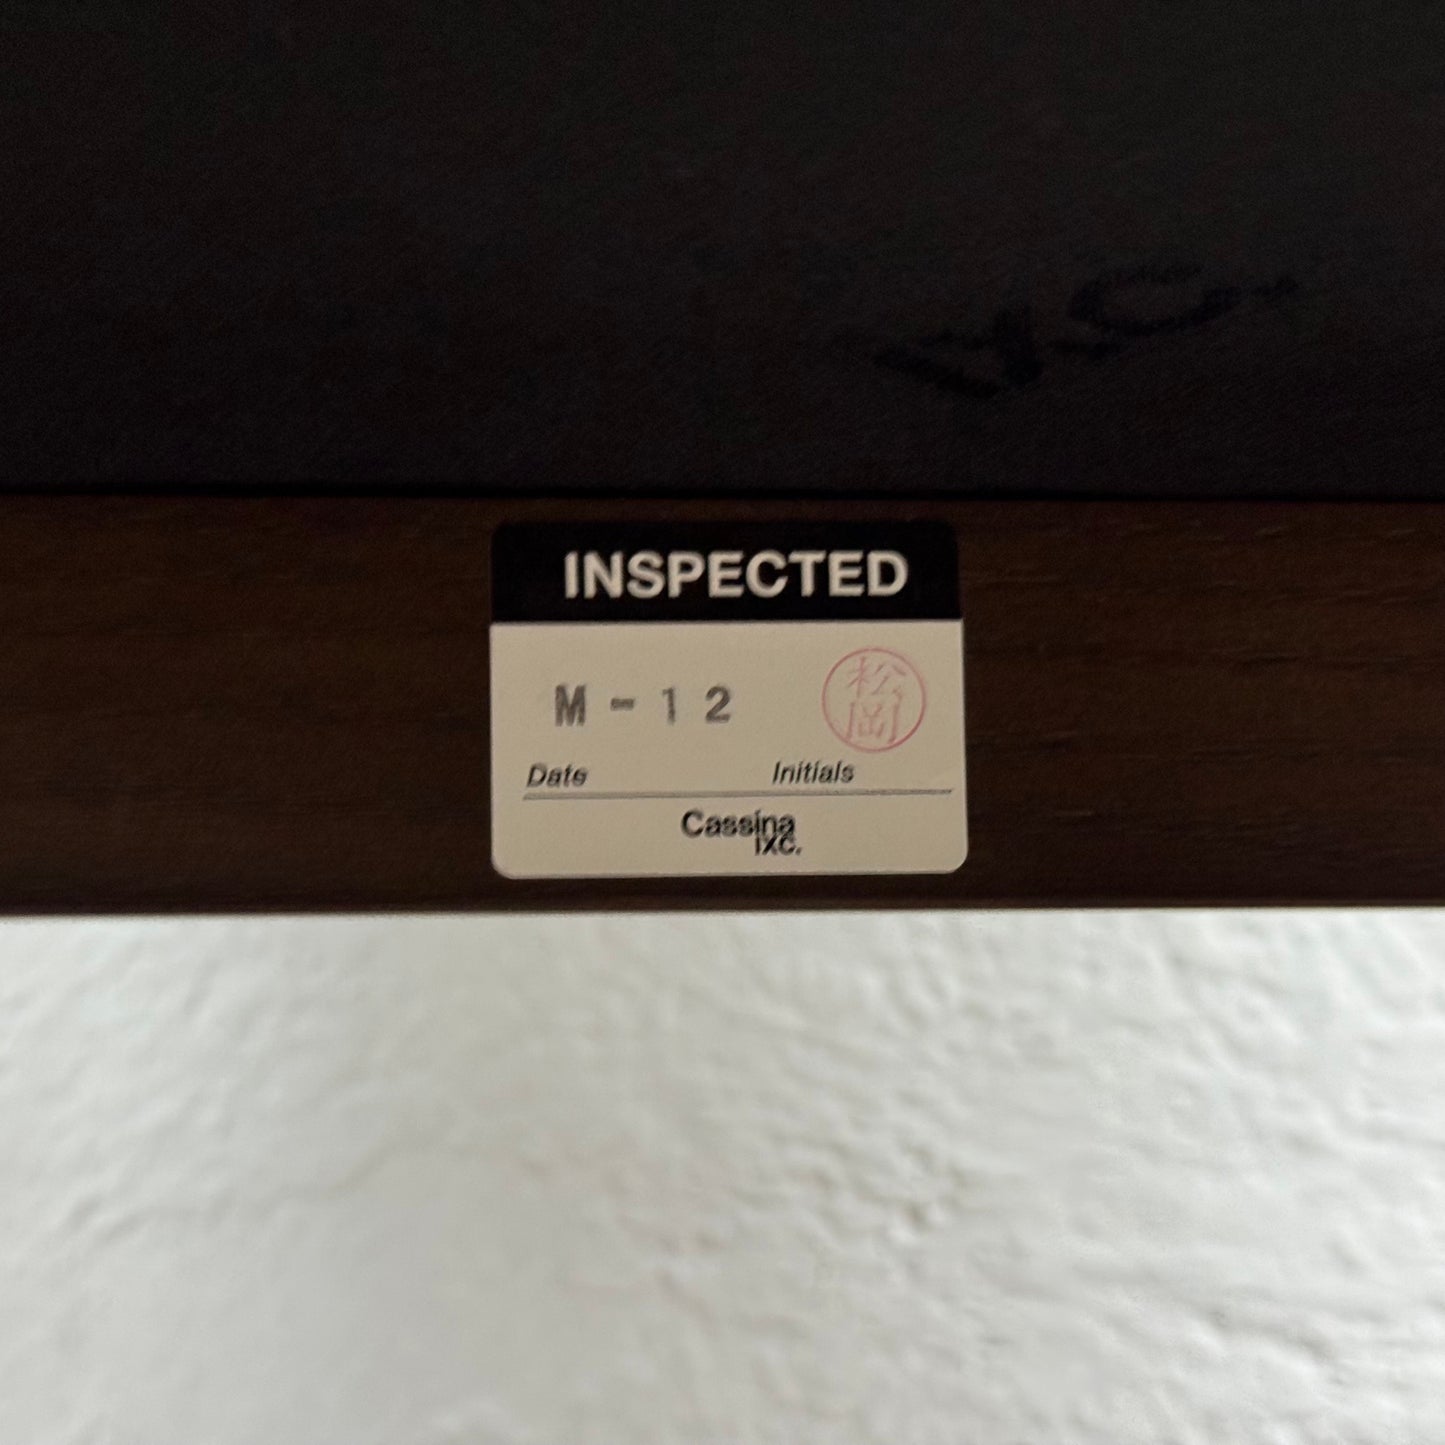 INSPECTED
M-12
松岡
Date
Initials
Cassina
IXC.